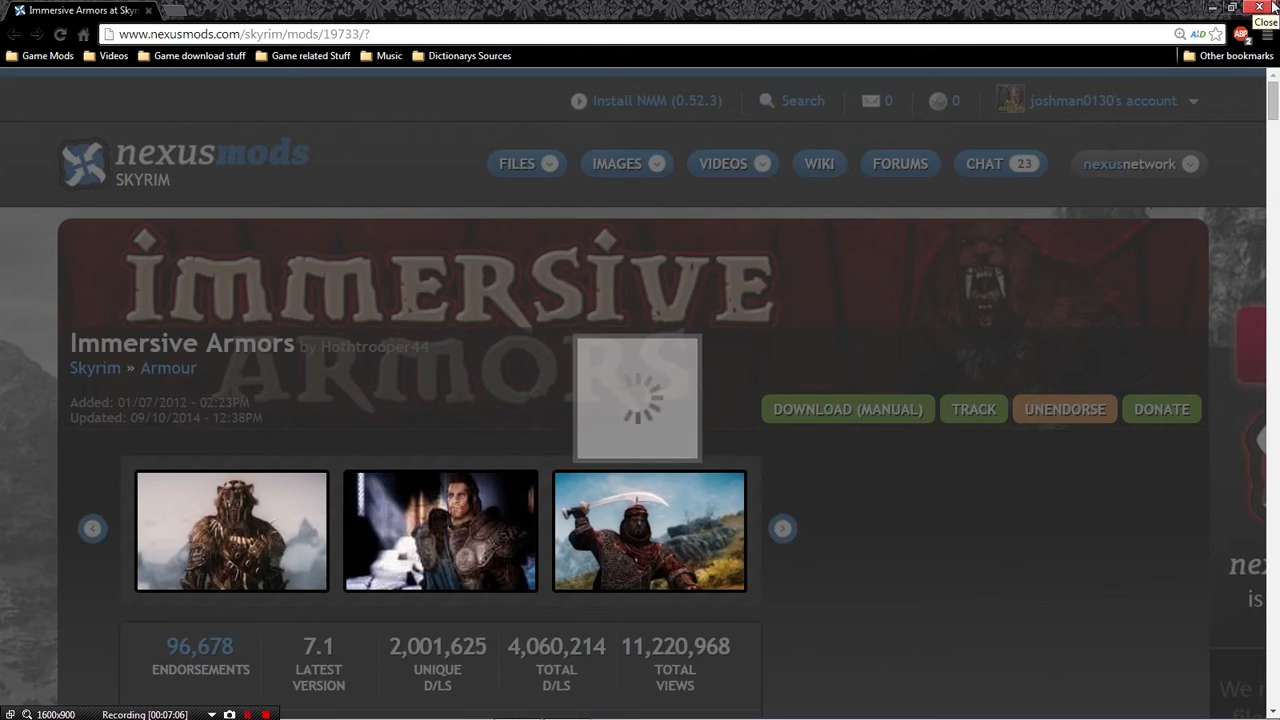 Immersive Armors at Skyr
Close
www.nexusmods.com/skyrim/mods/19733/?
ABP
2
Game Mods
Videos
Game download stuff
Game related Stuff
Music
Dictionarys Sources
Other bookmarks
Install NMM (0.52.3)
Search
0
0
joshman0130's account
nexusmods
SKYRIM
FILES
IMAGES
VIDEOS
WIKI
FORUMS
CHAT 23
nexusnetwork
IMMERSIVE
ARMORS
Immersive Armors by Hothtrooper44
Skyrim » Armour
Added: 01/07/2012 - 02:23PM
Updated: 09/10/2014 - 12:38PM
DOWNLOAD (MANUAL)
TRACK
UNENDORSE
DONATE
nex
is
96,678
7.1
2,001,625
4,060,214
11,220,968
ENDORSEMENTS
LATEST
VERSION
UNIQUE
D/LS
TOTAL
D/LS
TOTAL
VIEWS
1600x900
Recording [00:07:06]